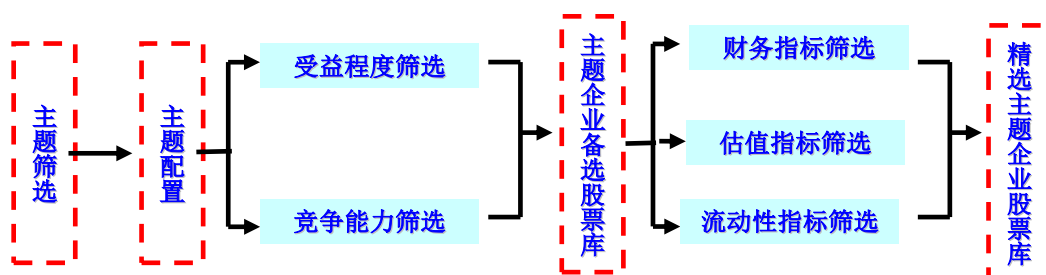 主题筛选
主题配置
受益程度筛选
竞争能力筛选
主题企业备选股票库
财务指标筛选
估值指标筛选
流动性指标筛选
精选主题企业股票库